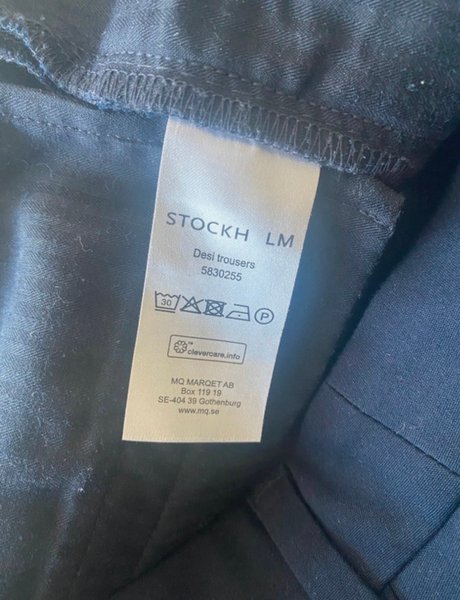 STOCKH LM
Desi trousers
5830255
30 P
clevercare.info™
MQ MARQET AB
Box 119 19
SE-404 39 Gothenburg
www.mq.se